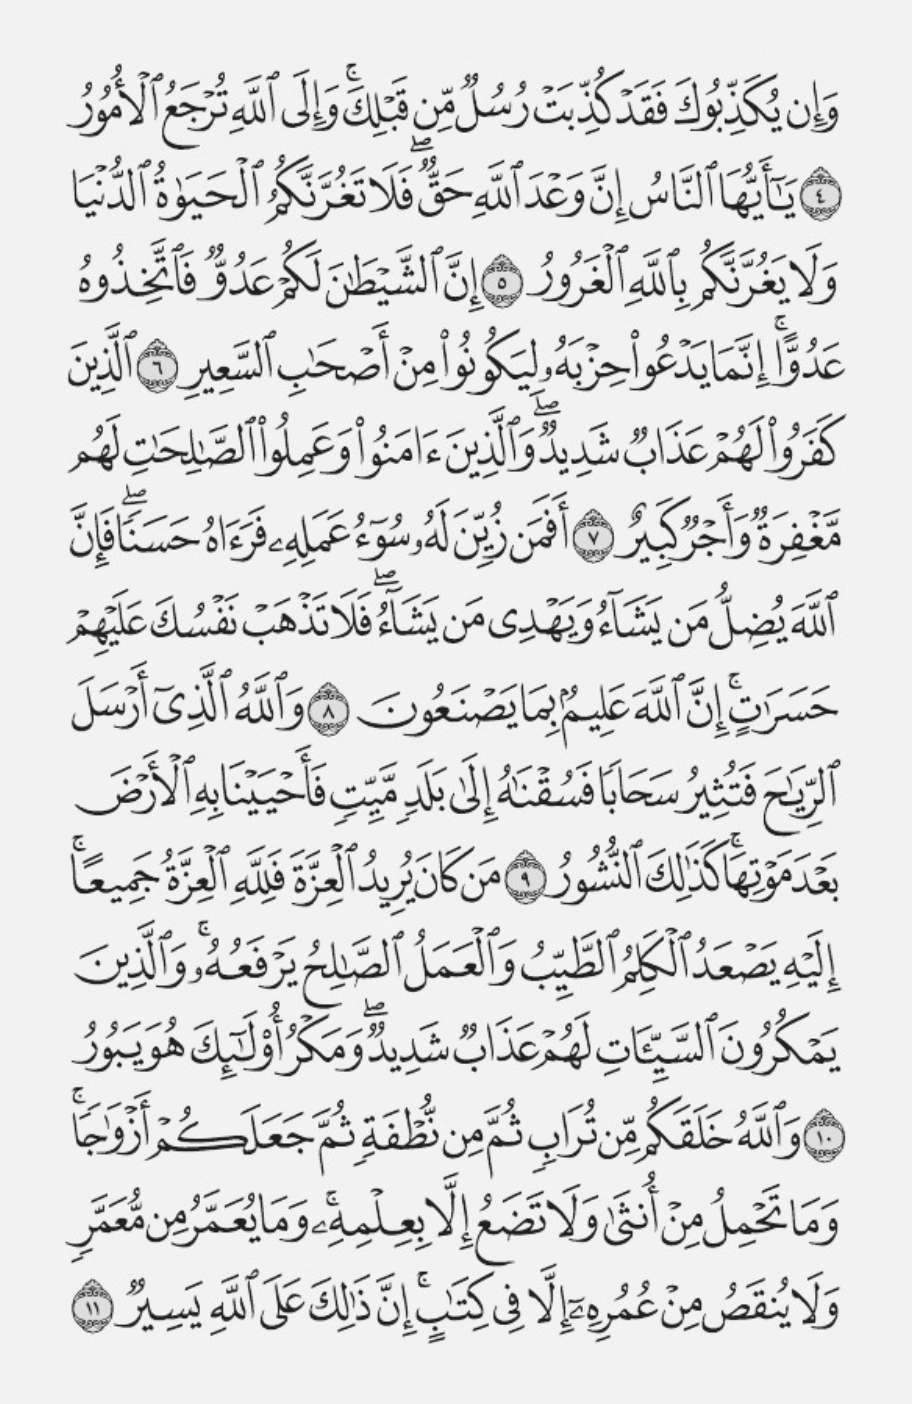 وَإِن يُكَذِّبُوكَ فَقَدْ كُذِّبَتْ رُسُلٌ مِّن قَبْلِكَ ۚ وَإِلَى ٱللَّهِ تُرْجَعُ ٱلْأُمُورُ
٤ يَـٰٓأَيُّهَا ٱلنَّاسُ إِنَّ وَعْدَ ٱللَّهِ حَقٌّ ۖ فَلَا تَغُرَّنَّكُمُ ٱلْحَيَوٰةُ ٱلدُّنْيَا
وَلَا يَغُرَّنَّكُم بِٱللَّهِ ٱلْغَرُورُ ٥ إِنَّ ٱلشَّيْطَـٰنَ لَكُمْ عَدُوٌّ فَٱتَّخِذُوهُ
عَدُوًّا ۚ إِنَّمَا يَدْعُوا۟ حِزْبَهُۥ لِيَكُونُوا۟ مِنْ أَصْحَـٰبِ ٱلسَّعِيرِ ٦ ٱلَّذِينَ
كَفَرُوا۟ لَهُمْ عَذَابٌ شَدِيدٌ ۖ وَٱلَّذِينَ ءَامَنُوا۟ وَعَمِلُوا۟ ٱلصَّـٰلِحَـٰتِ لَهُم
مَّغْفِرَةٌ وَأَجْرٌ كَبِيرٌ ٧ أَفَمَن زُيِّنَ لَهُۥ سُوٓءُ عَمَلِهِۦ فَرَءَاهُ حَسَنًا ۖ فَإِنَّ
ٱللَّهَ يُضِلُّ مَن يَشَآءُ وَيَهْدِى مَن يَشَآءُ ۖ فَلَا تَذْهَبْ نَفْسُكَ عَلَيْهِمْ
حَسَرَٰتٍ ۚ إِنَّ ٱللَّهَ عَلِيمٌۢ بِمَا يَصْنَعُونَ ٨ وَٱللَّهُ ٱلَّذِىٓ أَرْسَلَ
ٱلرِّيَـٰحَ فَتُثِيرُ سَحَابًا فَسُقْنَـٰهُ إِلَىٰ بَلَدٍ مَّيِّتٍ فَأَحْيَيْنَا بِهِ ٱلْأَرْضَ
بَعْدَ مَوْتِهَا ۚ كَذَٰلِكَ ٱلنُّشُورُ ٩ مَن كَانَ يُرِيدُ ٱلْعِزَّةَ فَلِلَّهِ ٱلْعِزَّةُ جَمِيعًا ۚ
إِلَيْهِ يَصْعَدُ ٱلْكَلِمُ ٱلطَّيِّبُ وَٱلْعَمَلُ ٱلصَّـٰلِحُ يَرْفَعُهُۥ ۚ وَٱلَّذِينَ
يَمْكُرُونَ ٱلسَّيِّـَٔاتِ لَهُمْ عَذَابٌ شَدِيدٌ ۖ وَمَكْرُ أُو۟لَـٰٓئِكَ هُوَ يَبُورُ
١٠ وَٱللَّهُ خَلَقَكُم مِّن تُرَابٍ ثُمَّ مِن نُّطْفَةٍ ثُمَّ جَعَلَكُمْ أَزْوَٰجًا ۚ
وَمَا تَحْمِلُ مِنْ أُنثَىٰ وَلَا تَضَعُ إِلَّا بِعِلْمِهِۦ ۚ وَمَا يُعَمَّرُ مِن مُّعَمَّرٍ
وَلَا يُنقَصُ مِنْ عُمُرِهِۦٓ إِلَّا فِى كِتَـٰبٍ ۚ إِنَّ ذَٰلِكَ عَلَى ٱللَّهِ يَسِيرٌ ١١